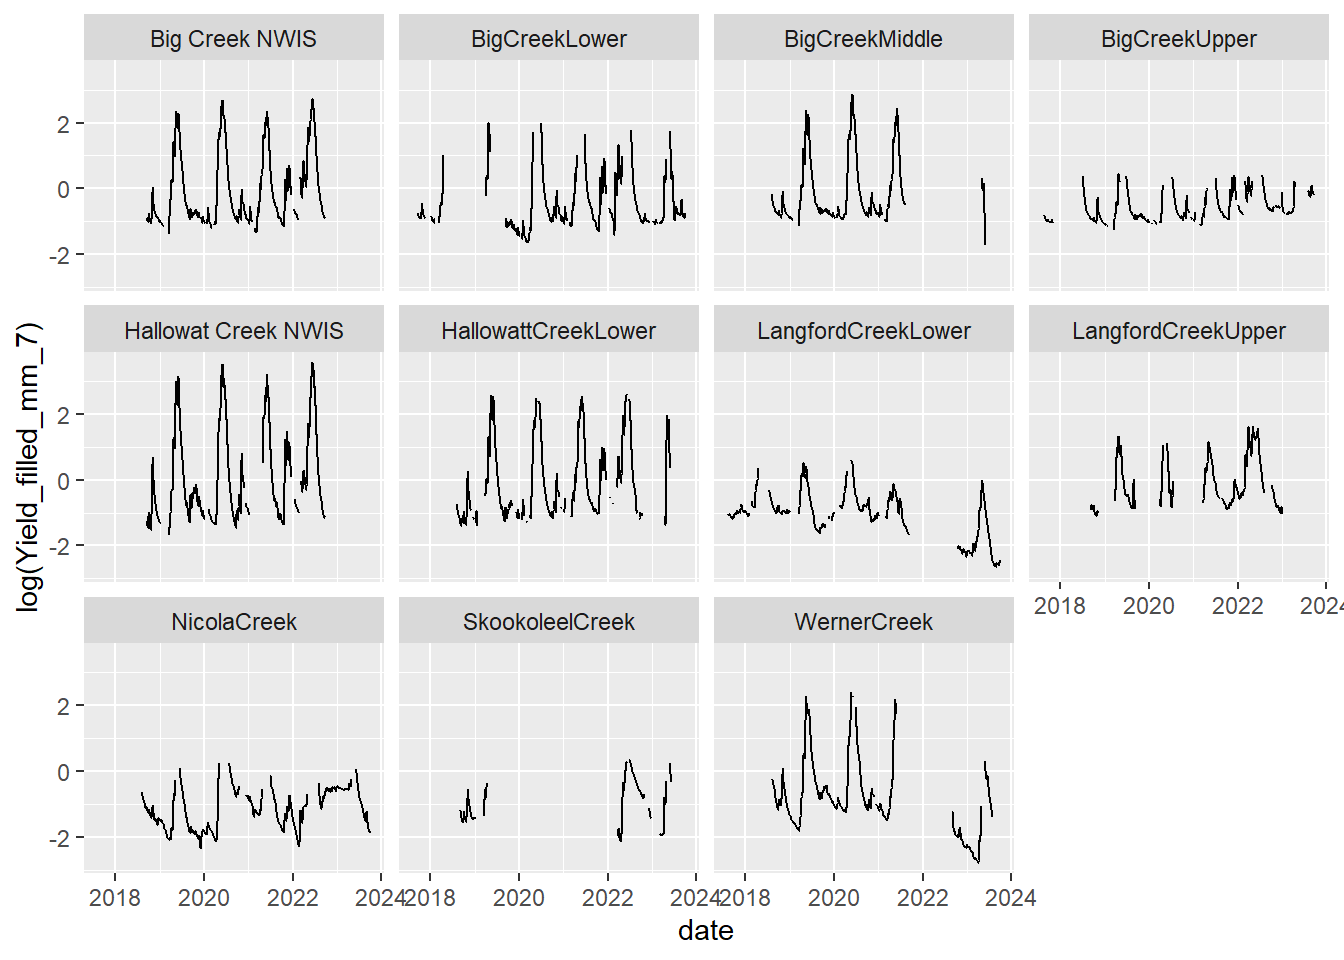 Big Creek NWIS
BigCreekLower
BigCreekMiddle
BigCreekUpper
2
0
-2
Hallowat Creek NWIS
HallowattCreekLower
LangfordCreekLower
LangfordCreekUpper
2
0
-2
2018 2020 2022 2024
NicolaCreek
SkookoleelCreek
WernerCreek
2
0
-2
2018 2020 2022 2024
2018 2020 2022 2024
2018 2020 2022 2024
date
log(Yield_filled_mm_7)